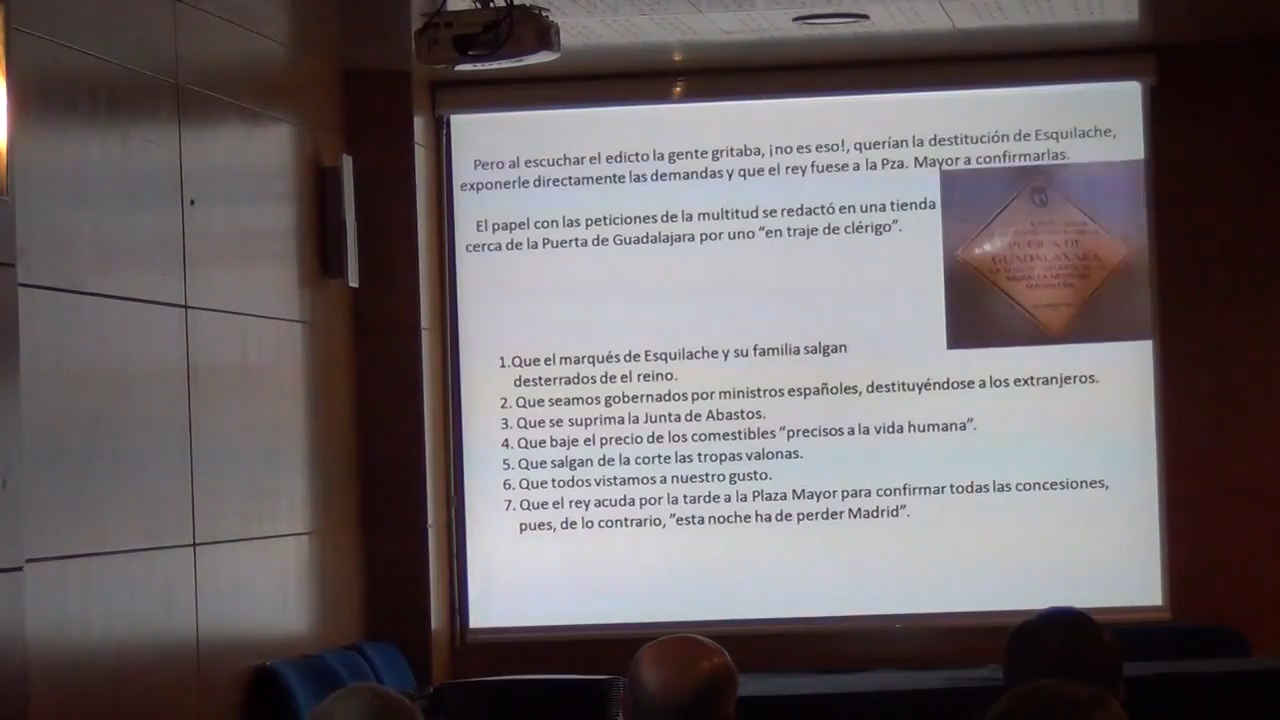 Pero al escuchar el edicto la gente gritaba, ¡no es eso!, querían la destitución de Esquilache,
exponerle directamente las demandas y que el rey fuese a la Pza. Mayor a confirmarlas.
El papel con las peticiones de la multitud se redactó en una tienda
cerca de la Puerta de Guadalajara por uno “en traje de clérigo”.
PUERTA DE
GUADALAXARA
1.Que el marqués de Esquilache y su familia salgan
desterrados de el reino.
2. Que seamos gobernados por ministros españoles, destituyéndose a los extranjeros.
3. Que se suprima la Junta de Abastos.
4. Que baje el precio de los comestibles “precisos a la vida humana”.
5. Que salgan de la corte las tropas valonas.
6. Que todos vistamos a nuestro gusto.
7. Que el rey acuda por la tarde a la Plaza Mayor para confirmar todas las concesiones,
pues, de lo contrario, ”esta noche ha de perder Madrid”.